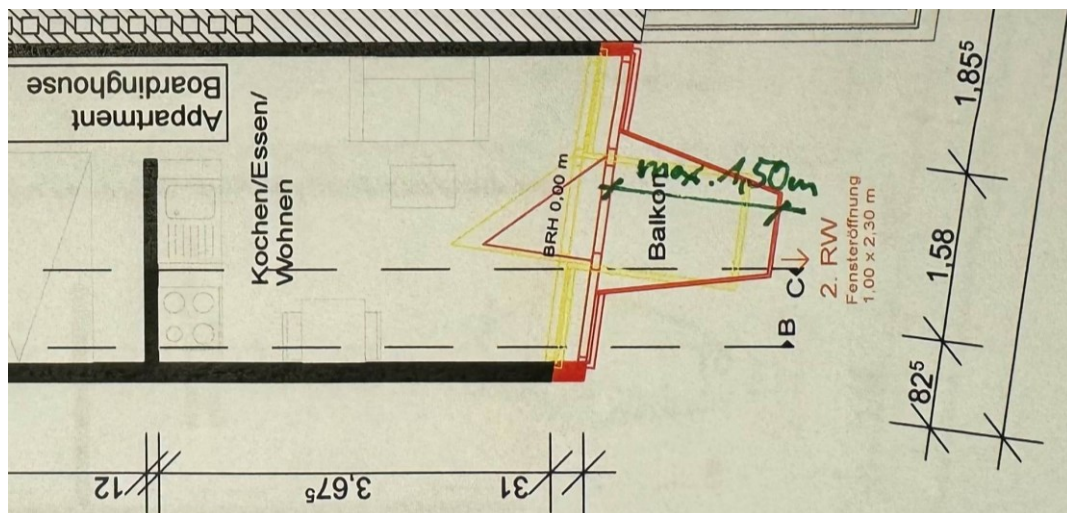 Appartment
Boardinghouse
Kochen/Essen/
Wohnen
BRH 0,00 m
Balkon
max. 1,50m
2. RW
Fensteröffnung
1,00 x 2,30 m
C
B
1,85⁵
1,58
82⁵
12
3,67⁵
31